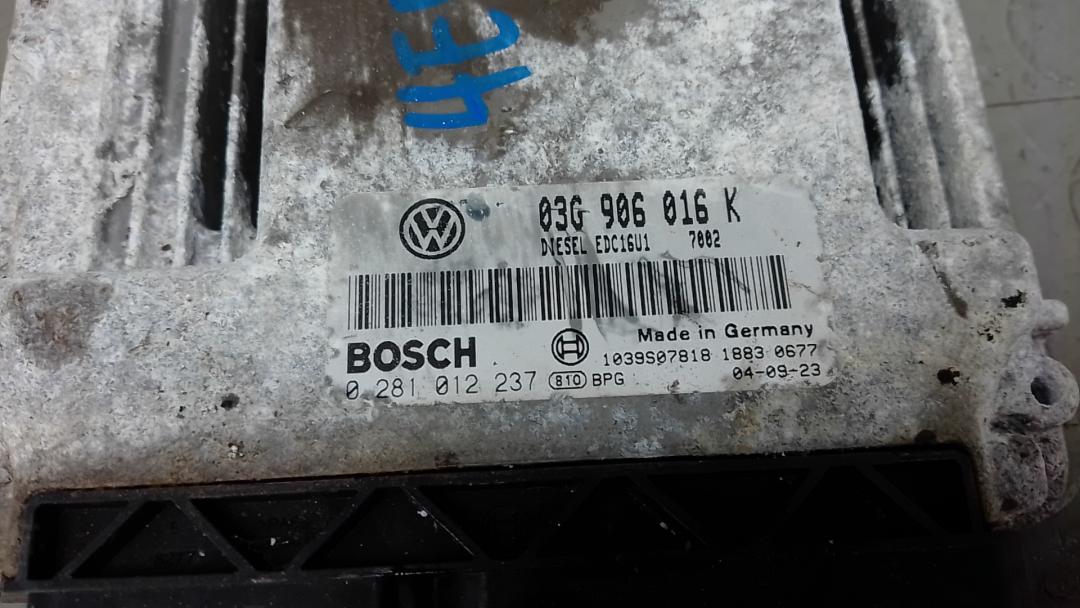 03G 906 016 K
DIESEL EDC16U1 7002
BOSCH
Made in Germany
1039S07818 1883 0677
0 281 012 237 810 BPG
04-09-23